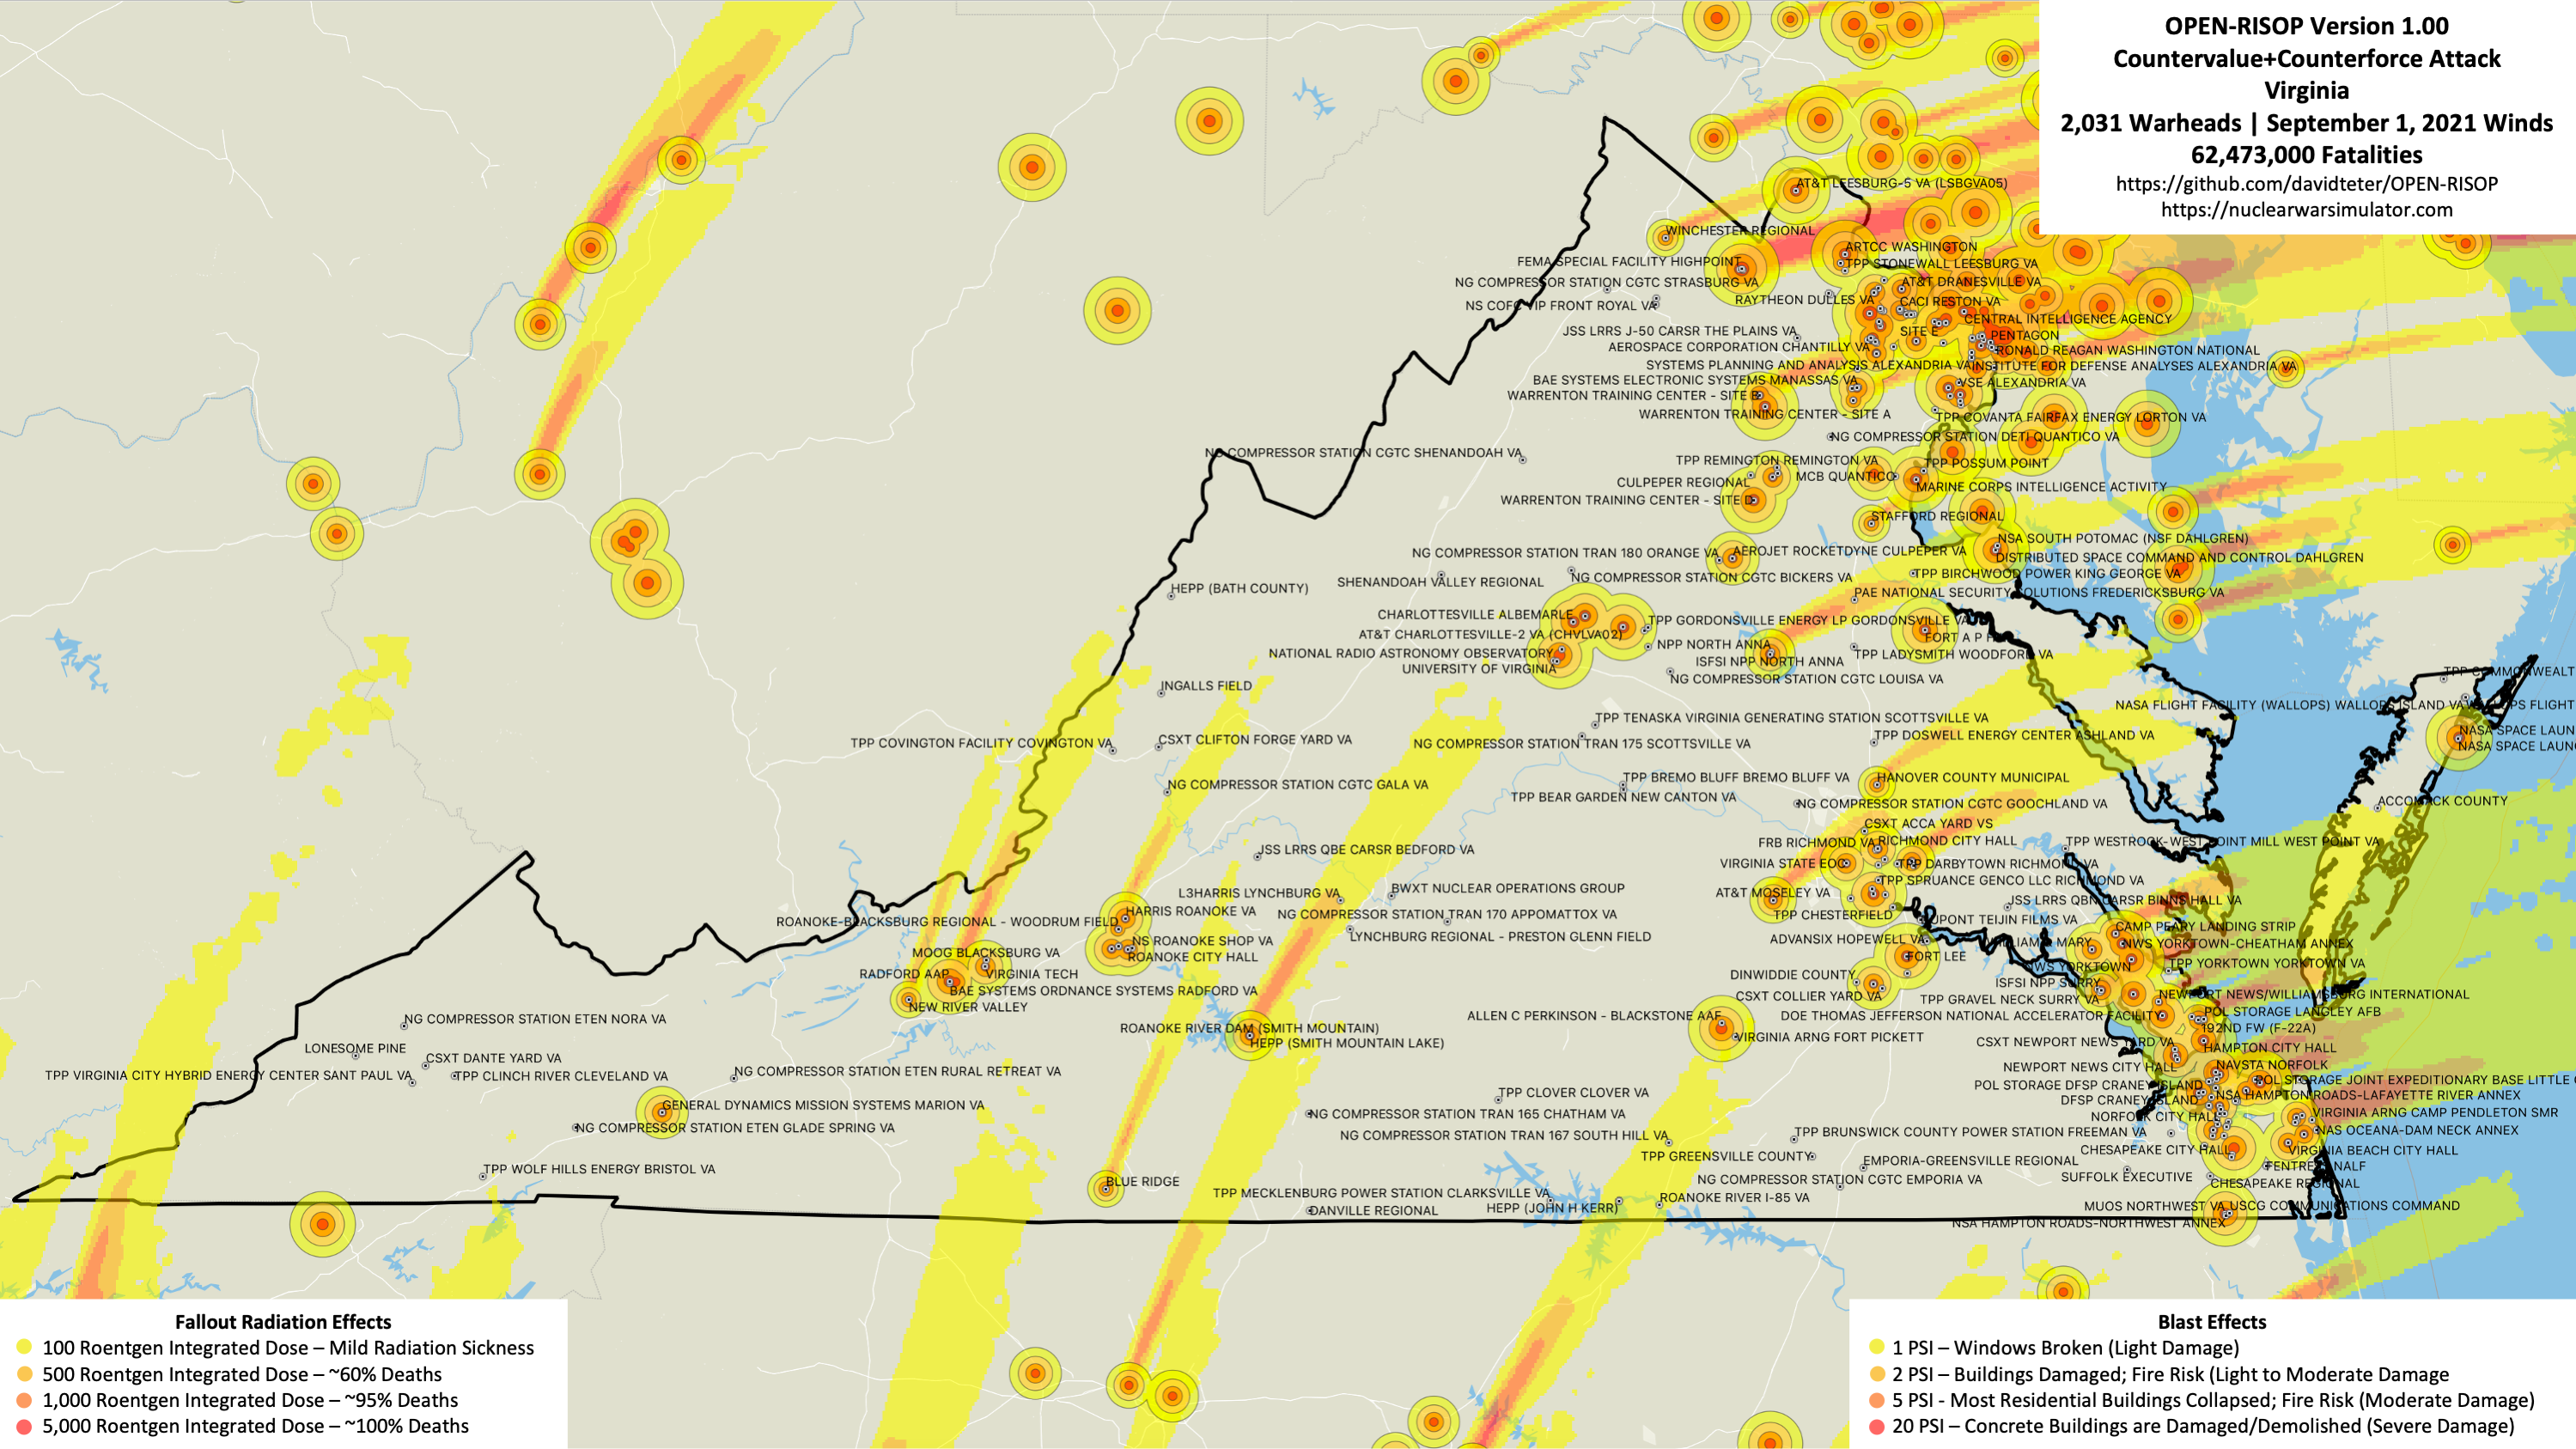 OPEN-RISOP Version 1.00
Countervalue+Counterforce Attack
Virginia
2,031 Warheads | September 1, 2021 Winds
62,473,000 Fatalities
https://github.com/davidteter/OPEN-RISOP
https://nuclearwarsimulator.com
AT&T LEESBURG-5 VA (LSBGVA05)
WINCHESTER REGIONAL
ARTCC WASHINGTON
FEMA SPECIAL FACILITY HIGHPOINT
TPP STONEWALL LEESBURG VA
NG COMPRESSOR STATION CGTC STRASBURG VA
AT&T DRANESVILLE VA
RAYTHEON DULLES VA
CACI RESTON VA
NS COFC VIP FRONT ROYAL VA
CENTRAL INTELLIGENCE AGENCY
JSS LRRS J-50 CARSR THE PLAINS VA
SITE E
PENTAGON
AEROSPACE CORPORATION CHANTILLY VA
RONALD REAGAN WASHINGTON NATIONAL
SYSTEMS PLANNING AND ANALYSIS ALEXANDRIA VA
INSTITUTE FOR DEFENSE ANALYSES ALEXANDRIA VA
BAE SYSTEMS ELECTRONIC SYSTEMS MANASSAS VA
VSE ALEXANDRIA VA
WARRENTON TRAINING CENTER - SITE B
WARRENTON TRAINING CENTER - SITE A
TPP COVANTA FAIRFAX ENERGY LORTON VA
NG COMPRESSOR STATION DETI QUANTICO VA
NG COMPRESSOR STATION CGTC SHENANDOAH VA
TPP REMINGTON REMINGTON VA
TPP POSSUM POINT
CULPEPER REGIONAL
MCB QUANTICO
MARINE CORPS INTELLIGENCE ACTIVITY
WARRENTON TRAINING CENTER - SITE D
STAFFORD REGIONAL
NSA SOUTH POTOMAC (NSF DAHLGREN)
NG COMPRESSOR STATION TRAN 180 ORANGE VA
AEROJET ROCKETDYNE CULPEPER VA
DISTRIBUTED SPACE COMMAND AND CONTROL DAHLGREN
SHENANDOAH VALLEY REGIONAL
NG COMPRESSOR STATION CGTC BICKERS VA
TPP BIRCHWOOD POWER KING GEORGE VA
HEPP (BATH COUNTY)
PAE NATIONAL SECURITY SOLUTIONS FREDERICKSBURG VA
CHARLOTTESVILLE ALBEMARLE
TPP GORDONSVILLE ENERGY LP GORDONSVILLE VA
AT&T CHARLOTTESVILLE-2 VA (CHVLVA02)
FORT A P
NPP NORTH ANNA
NATIONAL RADIO ASTRONOMY OBSERVATORY
TPP LADYSMITH WOODFORD VA
UNIVERSITY OF VIRGINIA
ISFSI NPP NORTH ANNA
NG COMPRESSOR STATION CGTC LOUISA VA
INGALLS FIELD
TPP COMMONWEALT
NASA FLIGHT FACILITY (WALLOPS) WALLOPS ISLAND VA
FLIGHT
TPP TENASKA VIRGINIA GENERATING STATION SCOTTSVILLE VA
NASA SPACE LAUN
TPP COVINGTON FACILITY COVINGTON VA
CSXT CLIFTON FORGE YARD VA
NG COMPRESSOR STATION TRAN 175 SCOTTSVILLE VA
TPP DOSWELL ENERGY CENTER ASHLAND VA
NASA SPACE LAUN
NG COMPRESSOR STATION CGTC GALA VA
TPP BREMO BLUFF BREMO BLUFF VA
HANOVER COUNTY MUNICIPAL
TPP BEAR GARDEN NEW CANTON VA
NG COMPRESSOR STATION CGTC GOOCHLAND VA
ACCOMACK COUNTY
CSXT ACCA YARD VS
FRB RICHMOND VA
RICHMOND CITY HALL
TPP WESTROCK-WEST POINT MILL WEST POINT VA
JSS LRRS QBE CARSR BEDFORD VA
VIRGINIA STATE EOC
TPP DARBYTOWN RICHMOND VA
TPP SPRUANCE GENCO LLC RICHMOND VA
L3HARRIS LYNCHBURG VA
BWXT NUCLEAR OPERATIONS GROUP
AT&T MOSELEY VA
JSS LRRS QBN CARSR BINNS HALL VA
HARRIS ROANOKE VA
NG COMPRESSOR STATION TRAN 170 APPOMATTOX VA
TPP CHESTERFIELD
DUPONT TEIJIN FILMS VA
ROANOKE-BLACKSBURG REGIONAL - WOODRUM FIELD
CAMP PEARY LANDING STRIP
LYNCHBURG REGIONAL - PRESTON GLENN FIELD
ADVANSIX HOPEWELL VA
WILLIAM & MARY
NWS YORKTOWN-CHEATHAM ANNEX
NS ROANOKE SHOP VA
MOOG BLACKSBURG VA
ROANOKE CITY HALL
FORT LEE
NWS YORKTOWN
TPP YORKTOWN YORKTOWN VA
RADFORD AAP
VIRGINIA TECH
DINWIDDIE COUNTY
ISFSI NPP SURRY
BAE SYSTEMS ORDNANCE SYSTEMS RADFORD VA
CSXT COLLIER YARD VA
TPP GRAVEL NECK SURRY VA
NEWPORT NEWS/WILLIAMSBURG INTERNATIONAL
NEW RIVER VALLEY
ALLEN C PERKINSON - BLACKSTONE AAF
DOE THOMAS JEFFERSON NATIONAL ACCELERATOR FACILITY
POL STORAGE LANGLEY AFB
NG COMPRESSOR STATION ETEN NORA VA
ROANOKE RIVER DAM (SMITH MOUNTAIN)
192ND FW (F-22A)
HEPP (SMITH MOUNTAIN LAKE)
VIRGINIA ARNG FORT PICKETT
CSXT NEWPORT NEWS YARD VA
HAMPTON CITY HALL
LONESOME PINE
CSXT DANTE YARD VA
NEWPORT NEWS CITY HALL
NAVSTA NORFOLK
TPP VIRGINIA CITY HYBRID ENERGY CENTER SANT PAUL VA
TPP CLINCH RIVER CLEVELAND VA
NG COMPRESSOR STATION ETEN RURAL RETREAT VA
POL STORAGE DFSP CRANEY ISLAND
POL STORAGE JOINT EXPEDITIONARY BASE LITTLE
TPP CLOVER CLOVER VA
DFSP CRANEY ISLAND
NSA HAMPTON ROADS-LAFAYETTE RIVER ANNEX
GENERAL DYNAMICS MISSION SYSTEMS MARION VA
NG COMPRESSOR STATION TRAN 165 CHATHAM VA
NORFOLK CITY HALL
VIRGINIA ARNG CAMP PENDLETON SMR
NG COMPRESSOR STATION ETEN GLADE SPRING VA
NG COMPRESSOR STATION TRAN 167 SOUTH HILL VA
TPP BRUNSWICK COUNTY POWER STATION FREEMAN VA
NAS OCEANA-DAM NECK ANNEX
CHESAPEAKE CITY HALL
VIRGINIA BEACH CITY HALL
TPP GREENSVILLE COUNTY
EMPORIA-GREENSVILLE REGIONAL
FENTRESS NALF
TPP WOLF HILLS ENERGY BRISTOL VA
NG COMPRESSOR STATION CGTC EMPORIA VA
SUFFOLK EXECUTIVE
CHESAPEAKE REGIONAL
BLUE RIDGE
TPP MECKLENBURG POWER STATION CLARKSVILLE VA
ROANOKE RIVER I-85 VA
DANVILLE REGIONAL
HEPP (JOHN H KERR)
MUOS NORTHWEST VA
USCG COMMUNICATIONS COMMAND
NSA HAMPTON ROADS-NORTHWEST ANNEX
Fallout Radiation Effects
100 Roentgen Integrated Dose – Mild Radiation Sickness
500 Roentgen Integrated Dose – ~60% Deaths
1,000 Roentgen Integrated Dose – ~95% Deaths
5,000 Roentgen Integrated Dose – ~100% Deaths
Blast Effects
1 PSI – Windows Broken (Light Damage)
2 PSI – Buildings Damaged; Fire Risk (Light to Moderate Damage
5 PSI - Most Residential Buildings Collapsed; Fire Risk (Moderate Damage)
20 PSI – Concrete Buildings are Damaged/Demolished (Severe Damage)